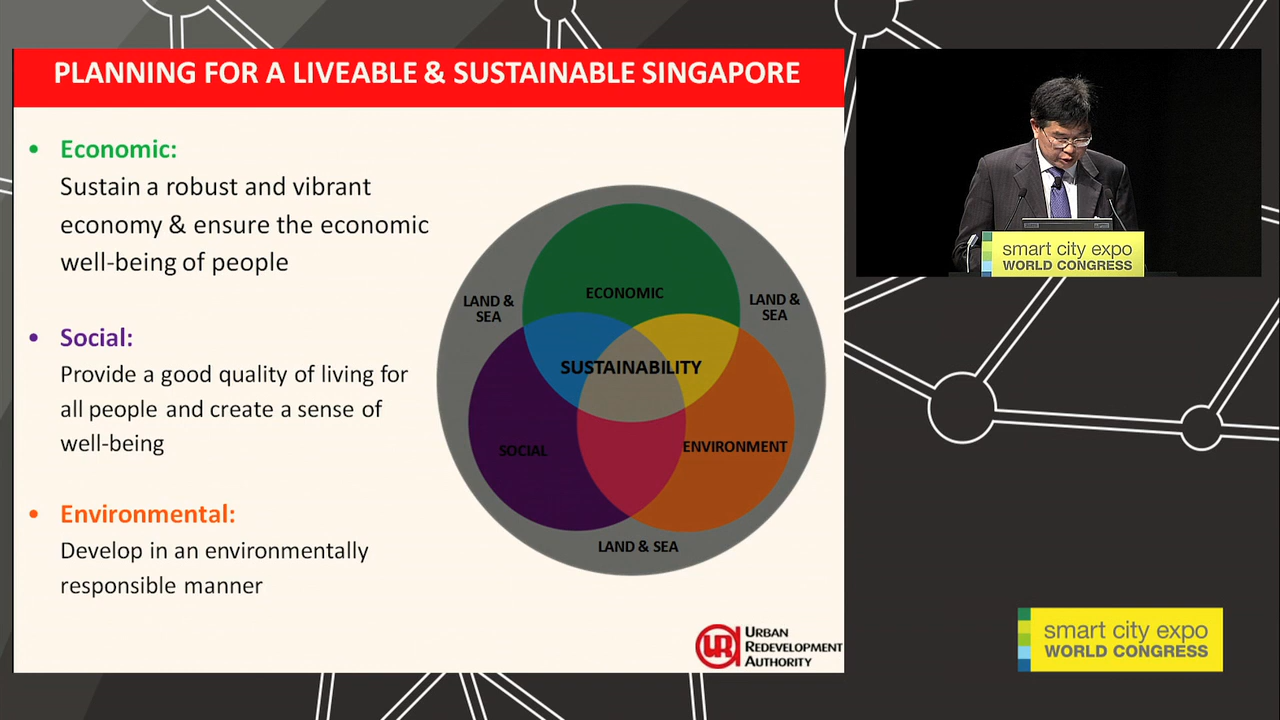 PLANNING FOR A LIVEABLE & SUSTAINABLE SINGAPORE
• Economic:
Sustain a robust and vibrant
economy & ensure the economic
well-being of people
• Social:
Provide a good quality of living for
all people and create a sense of
well-being
• Environmental:
Develop in an environmentally
responsible manner
ECONOMIC
LAND &
SEA
LAND &
SEA
SUSTAINABILITY
SOCIAL
ENVIRONMENT
LAND & SEA
UR
URBAN
REDEVELOPMENT
AUTHORITY
smart city expo
WORLD CONGRESS
smart city expo
WORLD CONGRESS